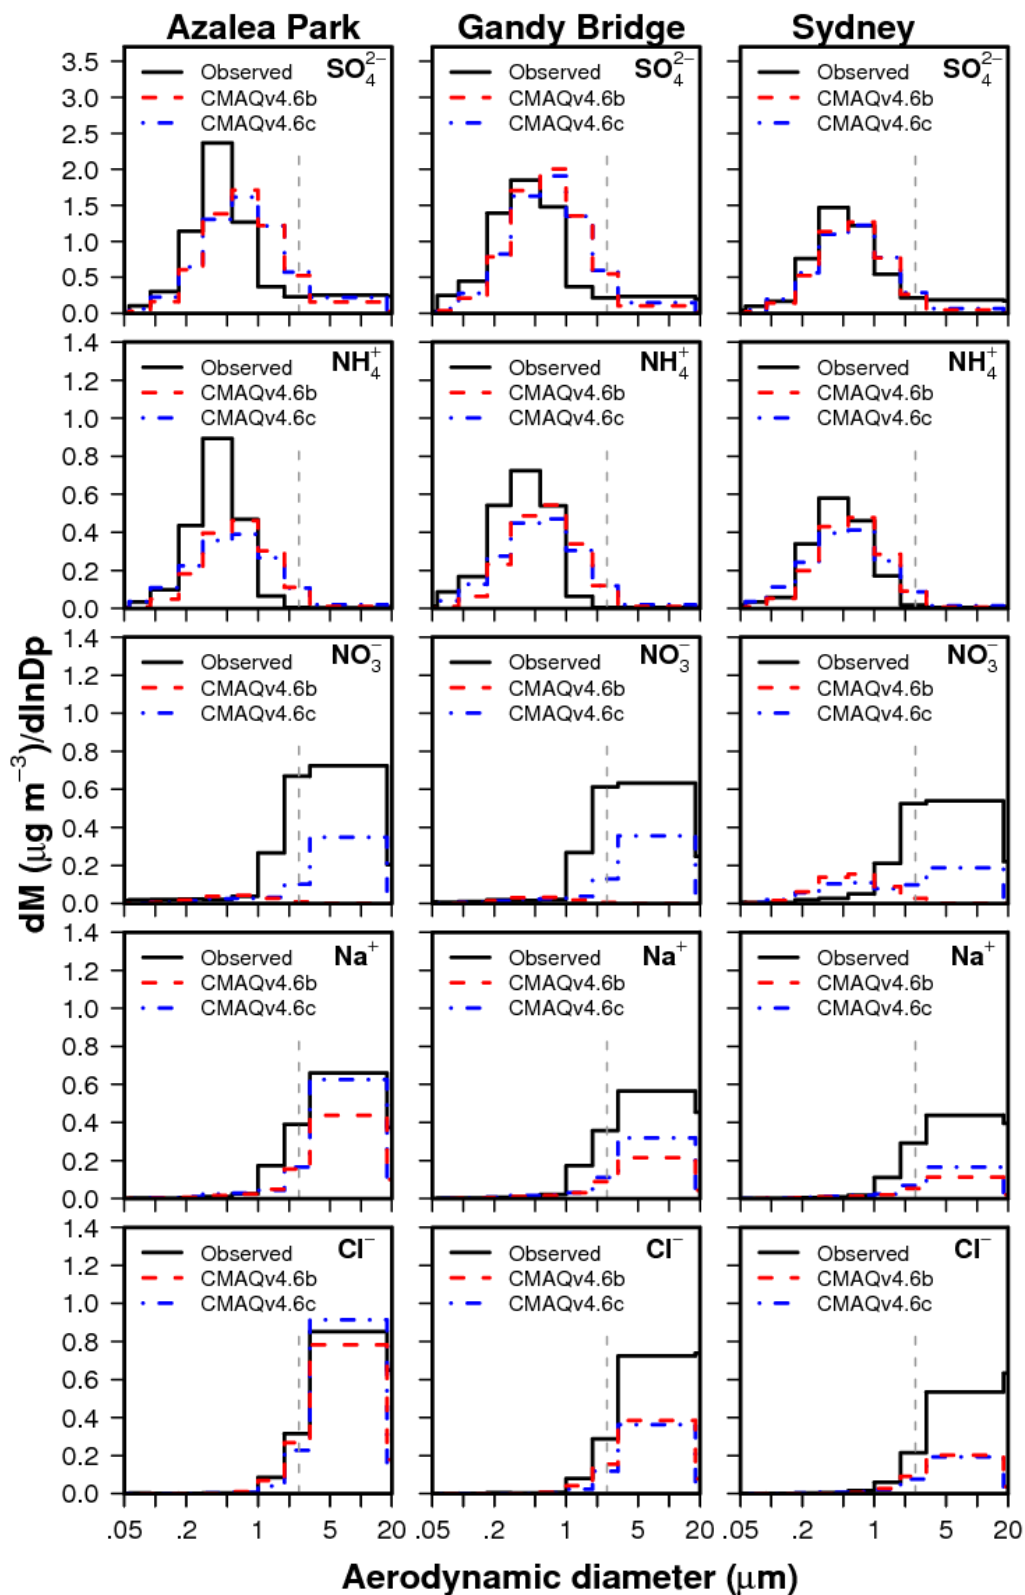 Azalea Park Gandy Bridge Sydney
Observed SO₄²⁻ Observed SO₄²⁻ Observed SO₄²⁻
CMAQv4.6b CMAQv4.6b CMAQv4.6b
CMAQv4.6c CMAQv4.6c CMAQv4.6c
3.5
3.0
2.5
2.0
1.5
1.0
0.5
0.0
Observed NH₄⁺ Observed NH₄⁺ Observed NH₄⁺
CMAQv4.6b CMAQv4.6b CMAQv4.6b
CMAQv4.6c CMAQv4.6c CMAQv4.6c
1.4
1.2
1.0
0.8
0.6
0.4
0.2
0.0
Observed NO₃⁻ Observed NO₃⁻ Observed NO₃⁻
CMAQv4.6b CMAQv4.6b CMAQv4.6b
CMAQv4.6c CMAQv4.6c CMAQv4.6c
1.4
1.2
1.0
0.8
0.6
0.4
0.2
0.0
dM (μg m⁻³)/dlnDp
Observed Na⁺ Observed Na⁺ Observed Na⁺
CMAQv4.6b CMAQv4.6b CMAQv4.6b
CMAQv4.6c CMAQv4.6c CMAQv4.6c
1.4
1.2
1.0
0.8
0.6
0.4
0.2
0.0
Observed Cl⁻ Observed Cl⁻ Observed Cl⁻
CMAQv4.6b CMAQv4.6b CMAQv4.6b
CMAQv4.6c CMAQv4.6c CMAQv4.6c
1.4
1.2
1.0
0.8
0.6
0.4
0.2
0.0
.05 .2 1 5 20 .05 .2 1 5 20 .05 .2 1 5 20
Aerodynamic diameter (μm)